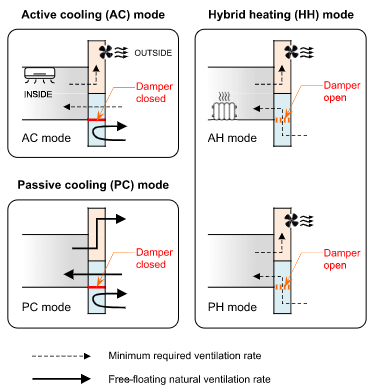 Active cooling (AC) mode
OUTSIDE
INSIDE
Damper
closed
AC mode
Hybrid heating (HH) mode
Damper
open
AH mode
Passive cooling (PC) mode
Damper
closed
PC mode
Damper
open
PH mode
Minimum required ventilation rate
Free-floating natural ventilation rate